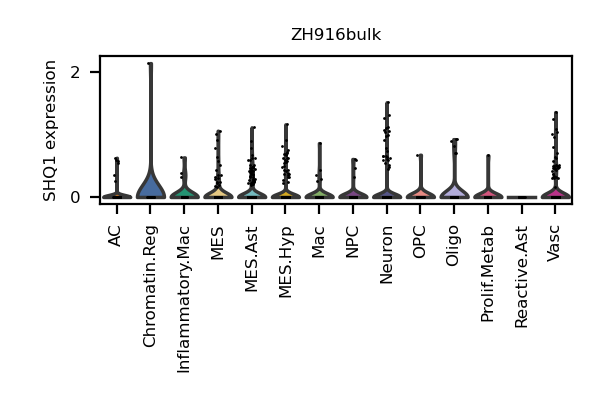 ZH916bulk
SHQ1 expression
2
0
AC
Chromatin.Reg
Inflammatory.Mac
MES
MES.Ast
MES.Hyp
Mac
NPC
Neuron
OPC
Oligo
Prolif.Metab
Reactive.Ast
Vasc